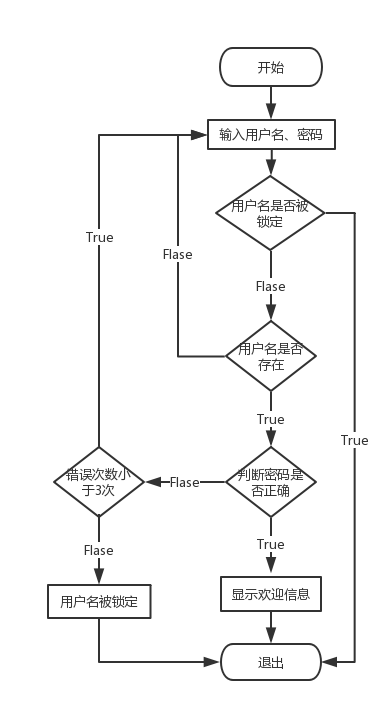 开始
输入用户名、密码
用户名是否被
锁定
True
Flase
Flase
用户名是否
存在
True
True
错误次数小
于3次
Flase
判断密码是
否正确
Flase
True
用户名被锁定
显示欢迎信息
退出